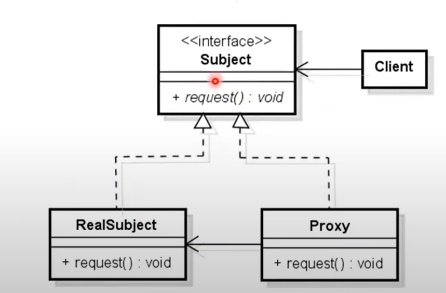 <<interface>>
Subject
+ request() : void
Client
RealSubject
+ request() : void
Proxy
+ request() : void